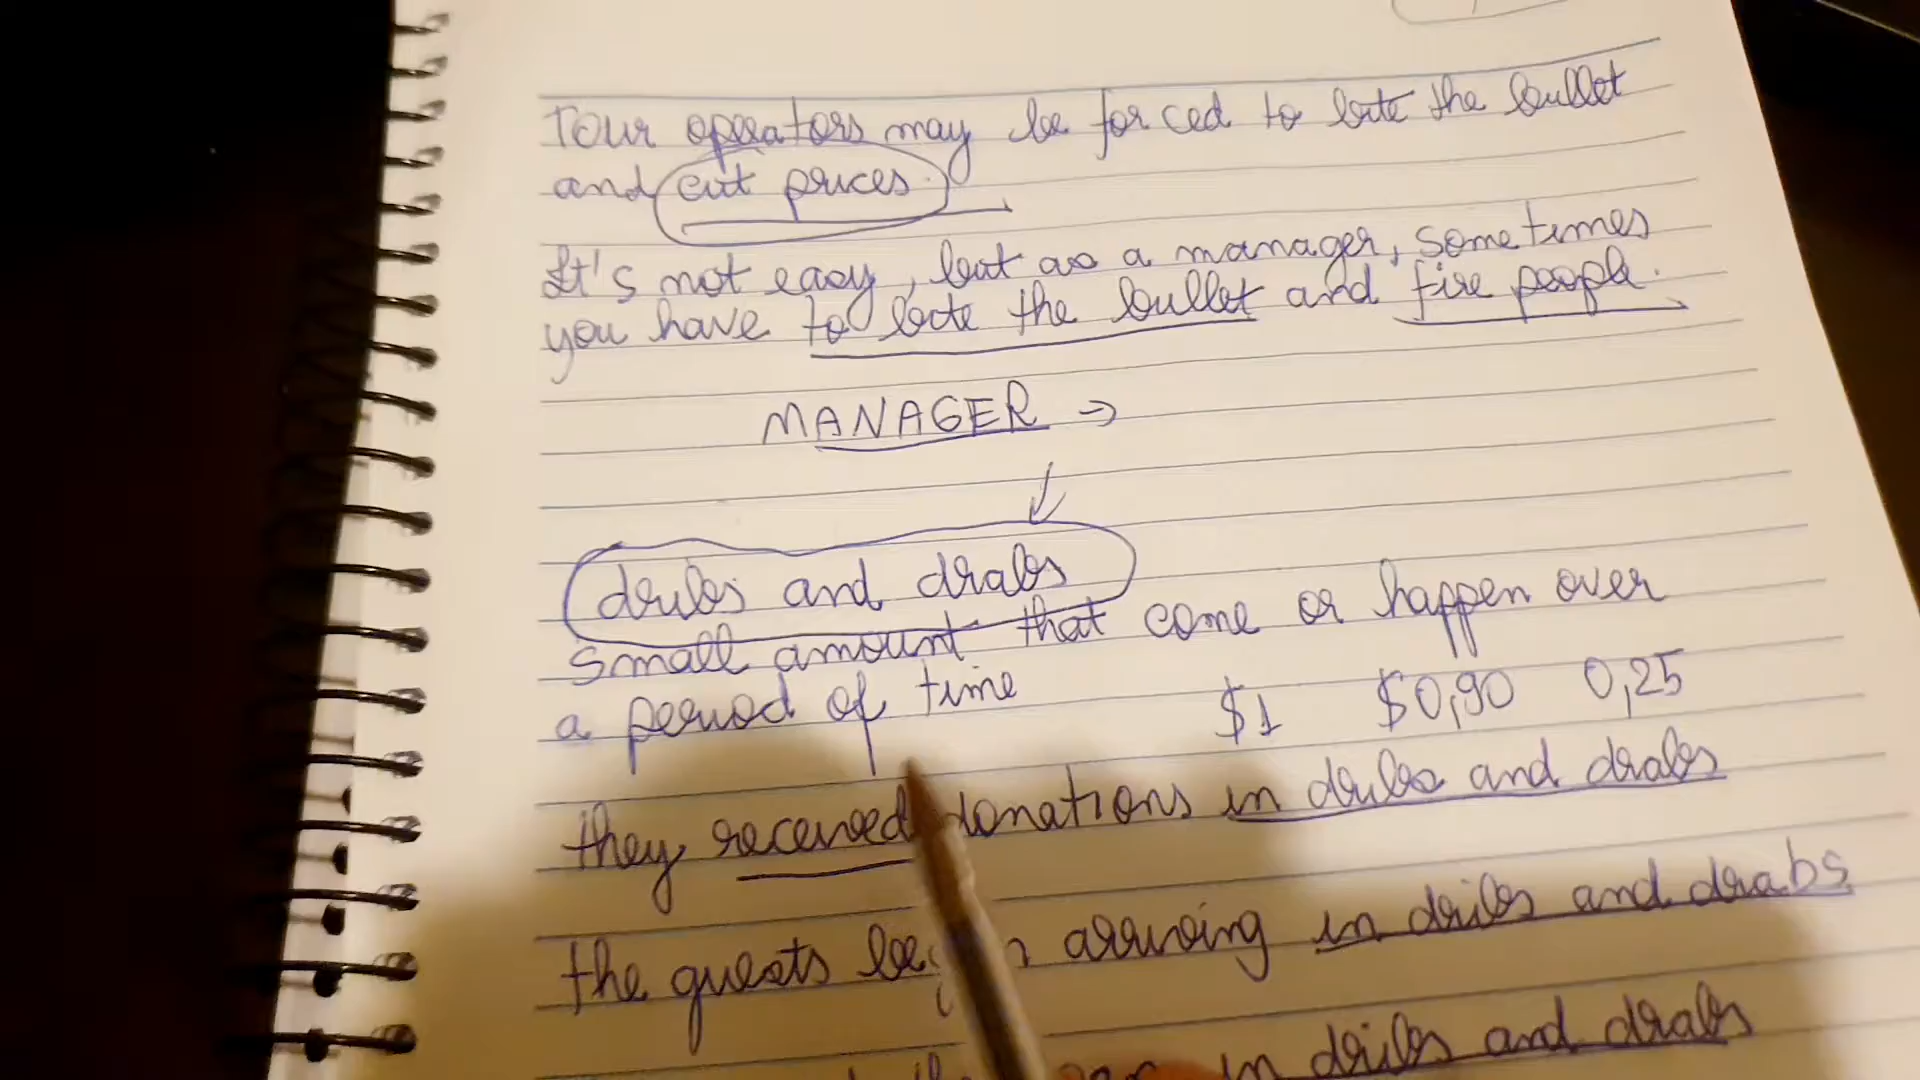 Tour operators may be forced to bite the bullet
and cut prices.
It's not easy, but as a manager, sometimes
you have to bite the bullet and fire people.
MANAGER →
dribs and drabs
small amount that come or happen over
a period of time
$1 $0,90 0,25
they received donations in dribs and drabs
the guests arriving in dribs and drabs
in dribs and drabs